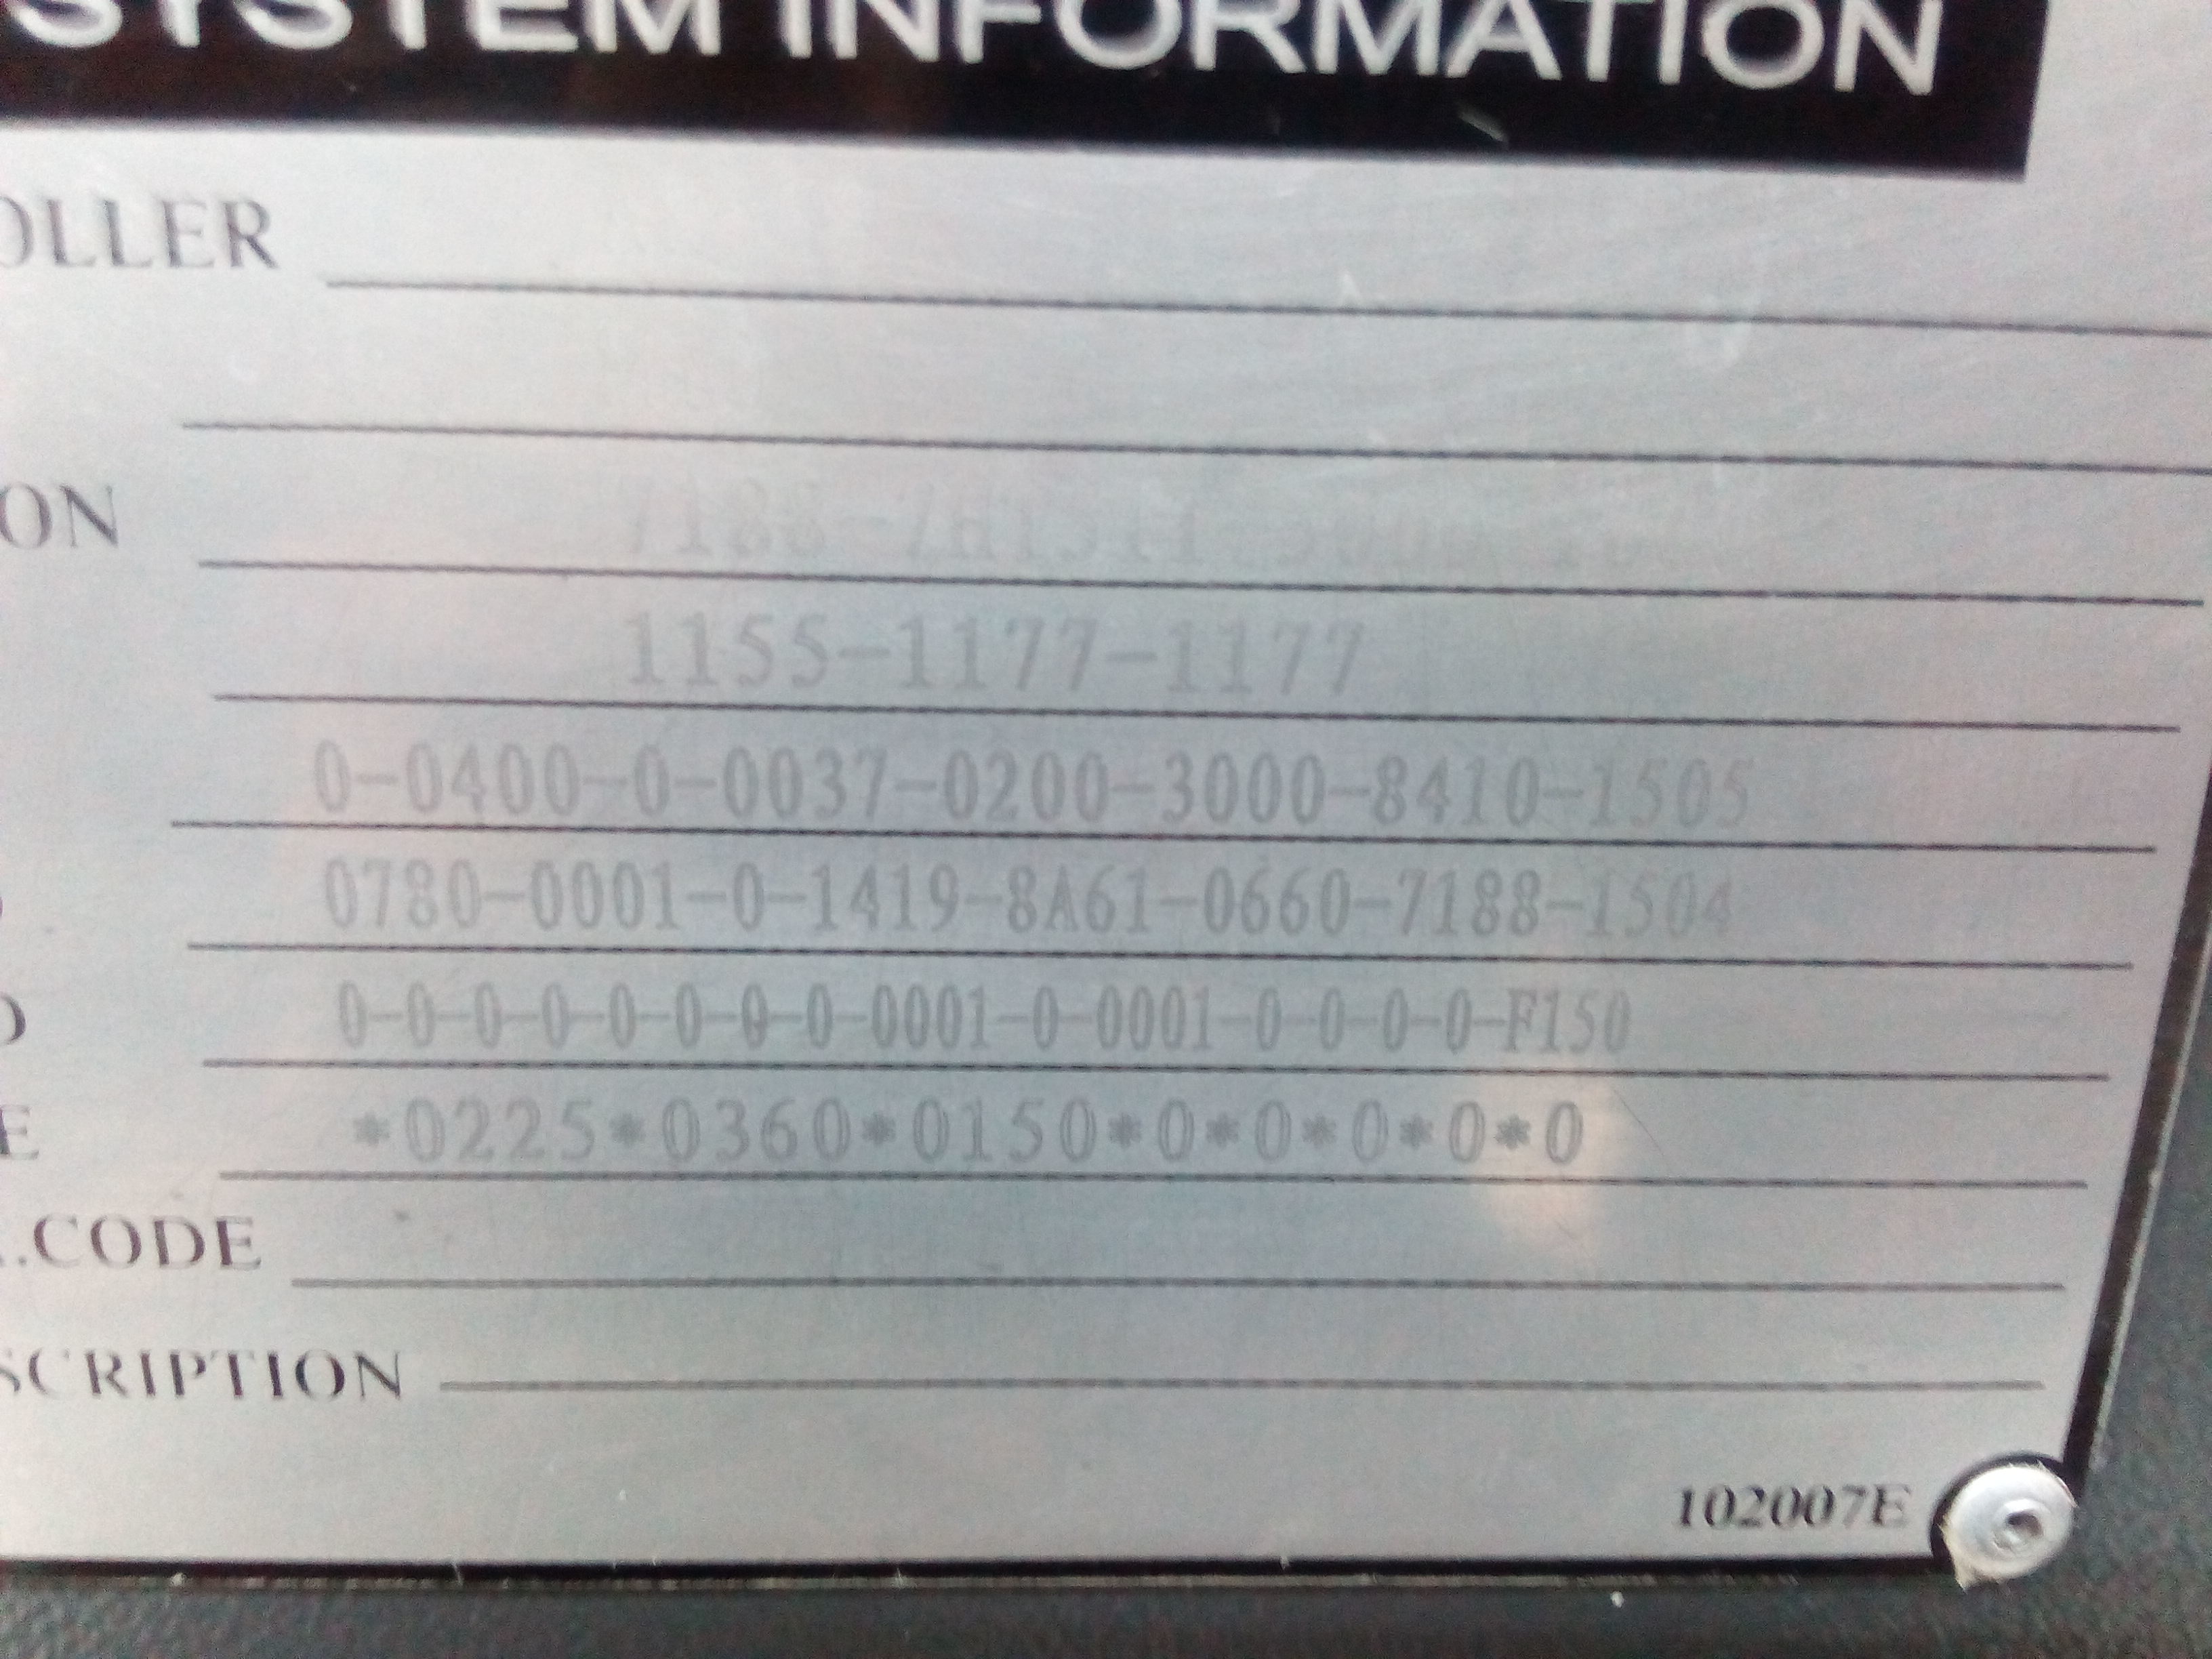 SYSTEM INFORMATION
OLLER
ON
1155-1177-1177
0-0400-0-0037-0200-3000-8410-1505
0780-0001-0-1419-8A61-0660-7188-1504
0-0-0-0-0-0-0-0-0001-0-0001-0-0-0-0-F150
E *0225*0360*0150*0*0*0*0*0
.CODE
SCRIPTION
102007E